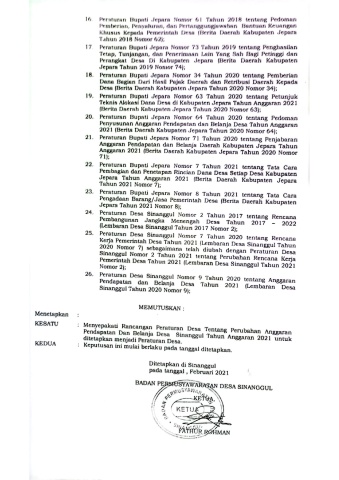 16. Peraturan Bupati Jepara Nomor 61 Tahun 2018 tentang Pedoman
Pemberian, Penyaluran, dan Pertanggungjawaban Bantuan Keuangan
Khusus Kepada Pemerintah Desa (Berita Daerah Kabupaten Jepara
Tahun 2018 Nomor 62);
17. Peraturan Bupati Jepara Nomor 73 Tahun 2019 tentang Penghasilan
Tetap, Tunjangan, dan Penerimaan Lain Yang Sah Bagi Petinggi dan
Perangkat Desa Di Kabupaten Jepara (Berita Daerah Kabupaten
Jepara Tahun 2019 Nomor 74);
18. Peraturan Bupati Jepara Nomor 34 Tahun 2020 tentang Pemberian
Dana Bagian Dari Hasil Pajak Daerah dan Retribusi Daerah Kepada
Desa (Berita Daerah Kabupaten Jepara Tahun 2020 Nomor 34);
19. Peraturan Bupati Jepara Nomor 63 Tahun 2020 tentang Petunjuk
Teknis Alokasi Dana Desa di Kabupaten Jepara Tahun Anggaran 2021
(Berita Daerah Kabupaten Jepara Tahun 2020 Nomor 63);
20. Peraturan Bupati Jepara Nomor 64 Tahun 2020 tentang Pedoman
Penyusunan Anggaran Pendapatan dan Belanja Desa Tahun Anggaran
2021 (Berita Daerah Kabupaten Jepara Tahun 2020 Nomor 64);
21. Peraturan Bupati Jepara Nomor 71 Tahun 2020 tentang Penjabaran
Anggaran Pendapatan dan Belanja Daerah Kabupaten Jepara Tahun
Anggaran 2021 (Berita Daerah Kabupaten Jepara Tahun 2020 Nomor
71);
22. Peraturan Bupati Jepara Nomor 7 Tahun 2021 tentang Tata Cara
Pembagian dan Penetapan Rincian Dana Desa Setiap Desa Kabupaten
Jepara Tahun Anggaran 2021 (Berita Daerah Kabupaten Jepara
Tahun 2021 Nomor 7);
23. Peraturan Bupati Jepara Nomor 8 Tahun 2021 tentang Tata Cara
Pengadaan Barang/Jasa Pemerintah Desa (Berita Daerah Kabupaten
Jepara Tahun 2021 Nomor 8);
24. Peraturan Desa Sinanggul Nomor 2 Tahun 2017 tentang Rencana
Pembangunan Jangka Menengah Desa Tahun 2017 – 2022
(Lembaran Desa Sinanggul Tahun 2017 Nomor 2);
25. Peraturan Desa Sinanggul Nomor 7 Tahun 2020 tentang Rencana
Kerja Pemerintah Desa Tahun 2021 (Lembaran Desa Sinanggul Tahun
2020 Nomor 7) sebagaimana telah diubah dengan Peraturan Desa
Sinanggul Nomor 2 Tahun 2021 tentang Perubahan Rencana Kerja
Pemerintah Desa Tahun 2021 (Lembaran Desa Sinanggul Tahun 2021
Nomor 2);
26. Peraturan Desa Sinanggul Nomor 9 Tahun 2020 tentang Anggaran
Pendapatan dan Belanja Desa Tahun 2021 (Lembaran Desa
Sinanggul Tahun 2020 Nomor 9);
MEMUTUSKAN :
Menetapkan :
KESATU : Menyepakati Rancangan Peraturan Desa Tentang Perubahan Anggaran
Pendapatan Dan Belanja Desa Sinanggul Tahun Anggaran 2021 untuk
ditetapkan menjadi Peraturan Desa.
KEDUA : Keputusan ini mulai berlaku pada tanggal ditetapkan.
Ditetapkan di Sinanggul
pada tanggal , Februari 2021
BADAN PERMUSYAWARATAN DESA SINANGGUL
KETUA
KETUA
FATHUR ROHMAN